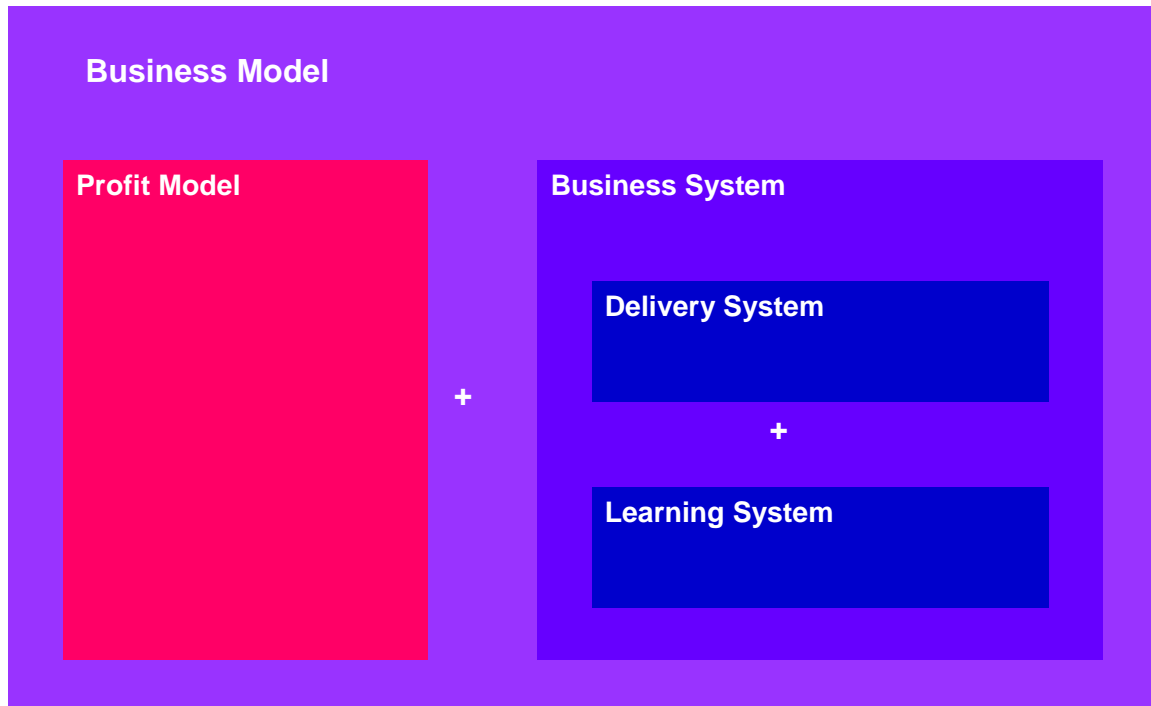 Business Model
Profit Model
+
Business System
Delivery System
+
Learning System